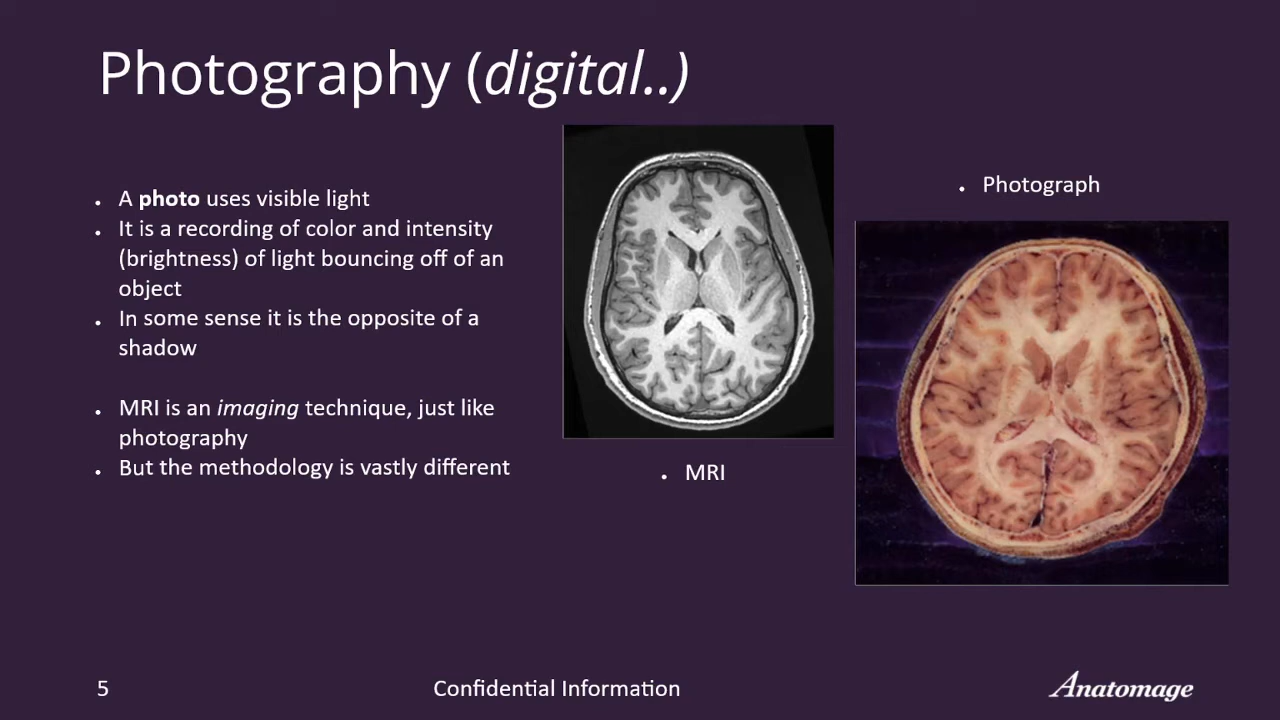 Photography (digital..)
• A photo uses visible light
• It is a recording of color and intensity
(brightness) of light bouncing off of an
object
• In some sense it is the opposite of a
shadow
• MRI is an imaging technique, just like
photography
• But the methodology is vastly different
• MRI
• Photograph
5
Confidential Information
Anatomage